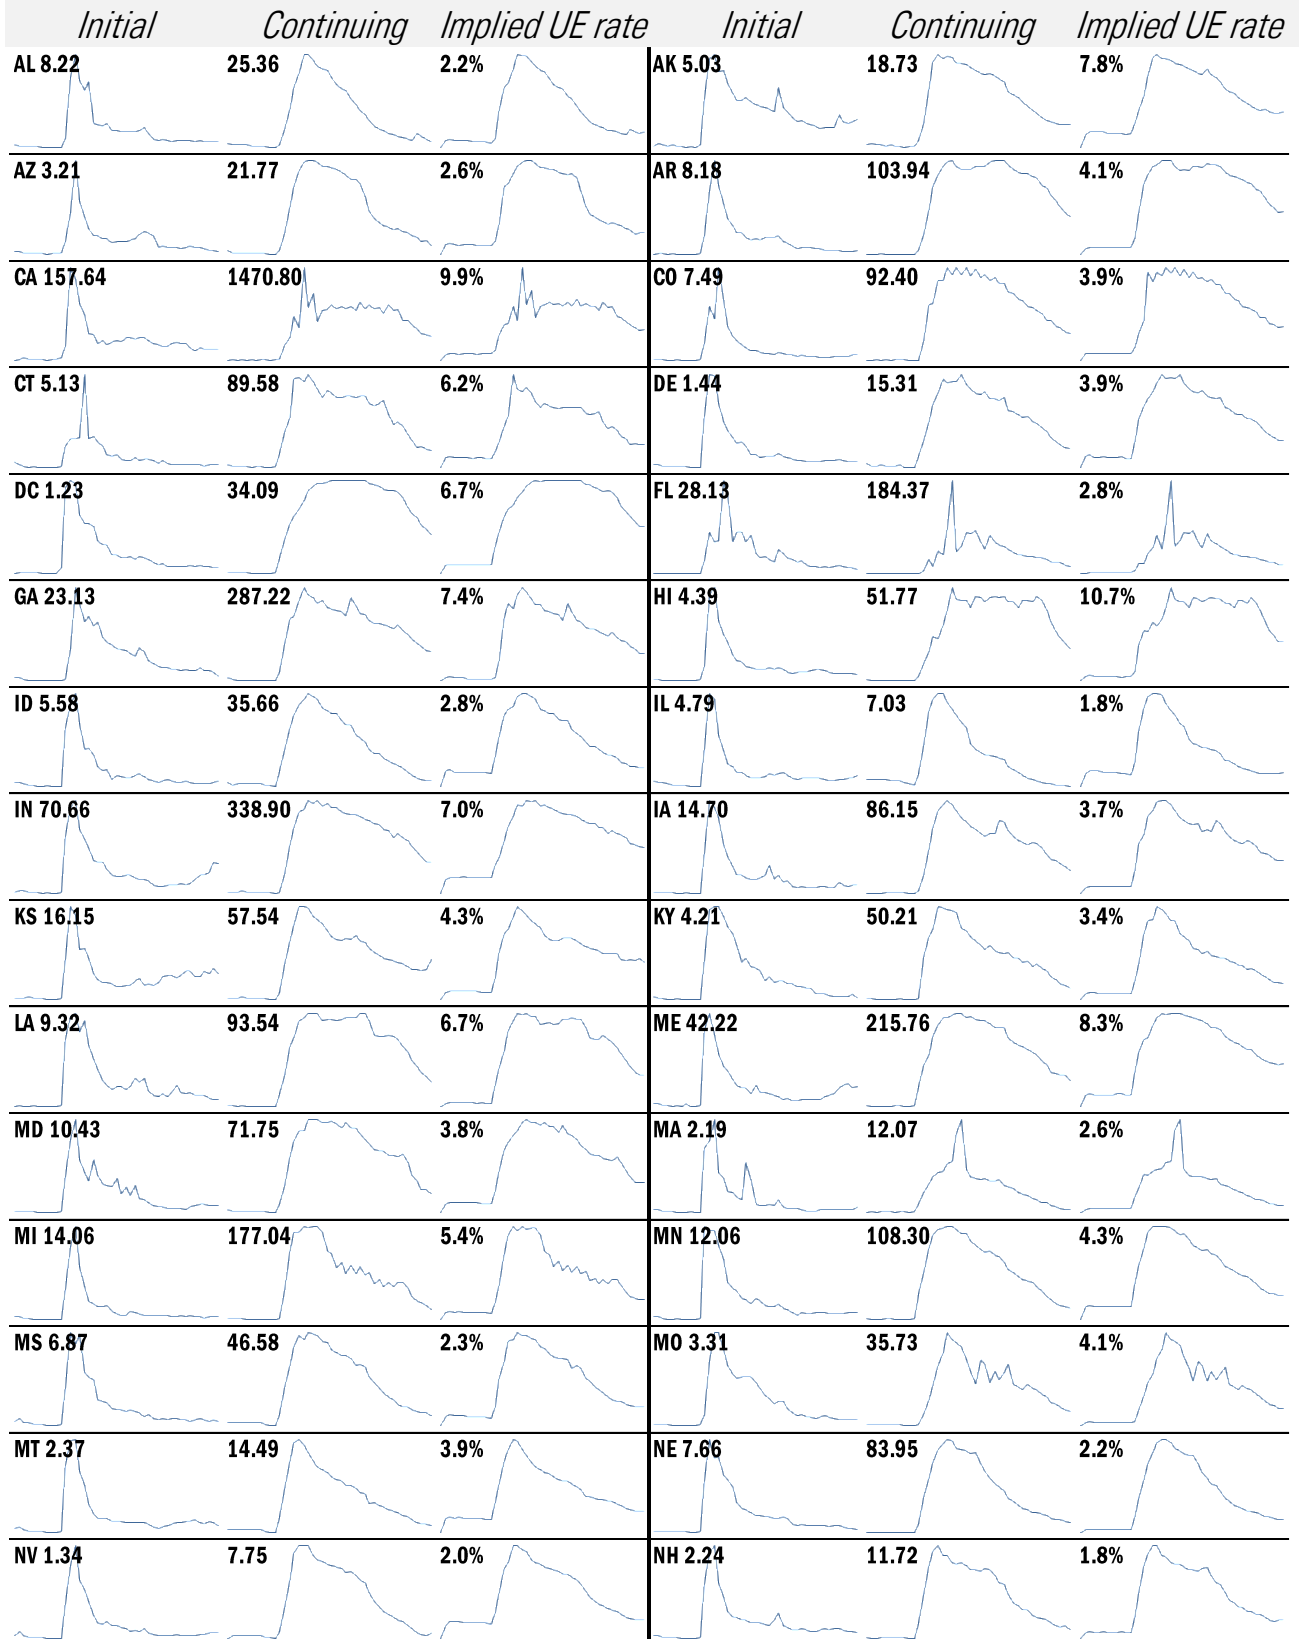 Initial Continuing Implied UE rate Initial Continuing Implied UE rate
AL 8.22 25.36 2.2% AK 5.03 18.73 7.8%
AZ 3.21 21.77 2.6% AR 8.18 103.94 4.1%
CA 157.64 1470.80 9.9% CO 7.49 92.40 3.9%
CT 5.13 89.58 6.2% DE 1.44 15.31 3.9%
DC 1.23 34.09 6.7% FL 28.13 184.37 2.8%
GA 23.13 287.22 7.4% HI 4.39 51.77 10.7%
ID 5.58 35.66 2.8% IL 4.79 7.03 1.8%
IN 70.66 338.90 7.0% IA 14.70 86.15 3.7%
KS 16.15 57.54 4.3% KY 4.21 50.21 3.4%
LA 9.32 93.54 6.7% ME 42.22 215.76 8.3%
MD 10.43 71.75 3.8% MA 2.19 12.07 2.6%
MI 14.06 177.04 5.4% MN 12.06 108.30 4.3%
MS 6.87 46.58 2.3% MO 3.31 35.73 4.1%
MT 2.37 14.49 3.9% NE 7.66 83.95 2.2%
NV 1.34 7.75 2.0% NH 2.24 11.72 1.8%